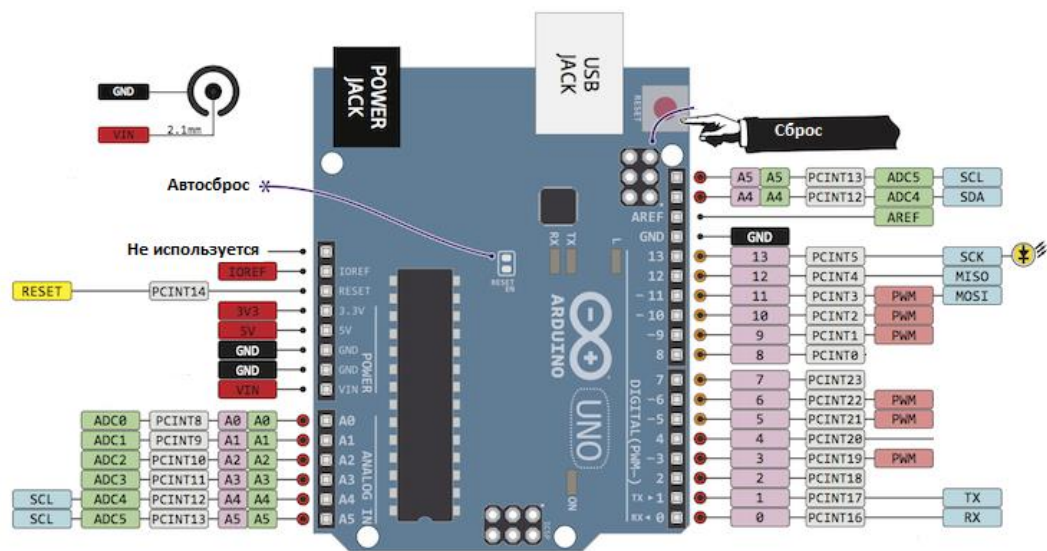 POWER JACK
USB JACK
RESET
GND
VIN 2.1mm
Сброс
Автосброс
Не используется
IOREF
RESET PCINT14
3V3
5V
GND
GND
VIN
ADC0 PCINT8 A0 A0
ADC1 PCINT9 A1 A1
ADC2 PCINT10 A2 A2
ADC3 PCINT11 A3 A3
SCL ADC4 PCINT12 A4 A4
SCL ADC5 PCINT13 A5 A5
IOREF
RESET
3.3V
5V
GND
GND
VIN
POWER
A0
A1
A2
A3
A4
A5
ANALOG IN
RESET EN
RX
TX
L
ARDUINO
UNO
ON
ICSP
AREF
GND
13
12
~11
~10
~9
8
7
~6
~5
4
~3
2
TX ▸ 1
RX ◂ 0
DIGITAL (PWM~)
A5 A5 PCINT13 ADC5 SCL
A4 A4 PCINT12 ADC4 SDA
AREF
GND
13 PCINT5 SCK
12 PCINT4 MISO
11 PCINT3 PWM MOSI
10 PCINT2 PWM
9 PCINT1 PWM
8 PCINT0
7 PCINT23
6 PCINT22 PWM
5 PCINT21 PWM
4 PCINT20
3 PCINT19 PWM
2 PCINT18
1 PCINT17 TX
0 PCINT16 RX